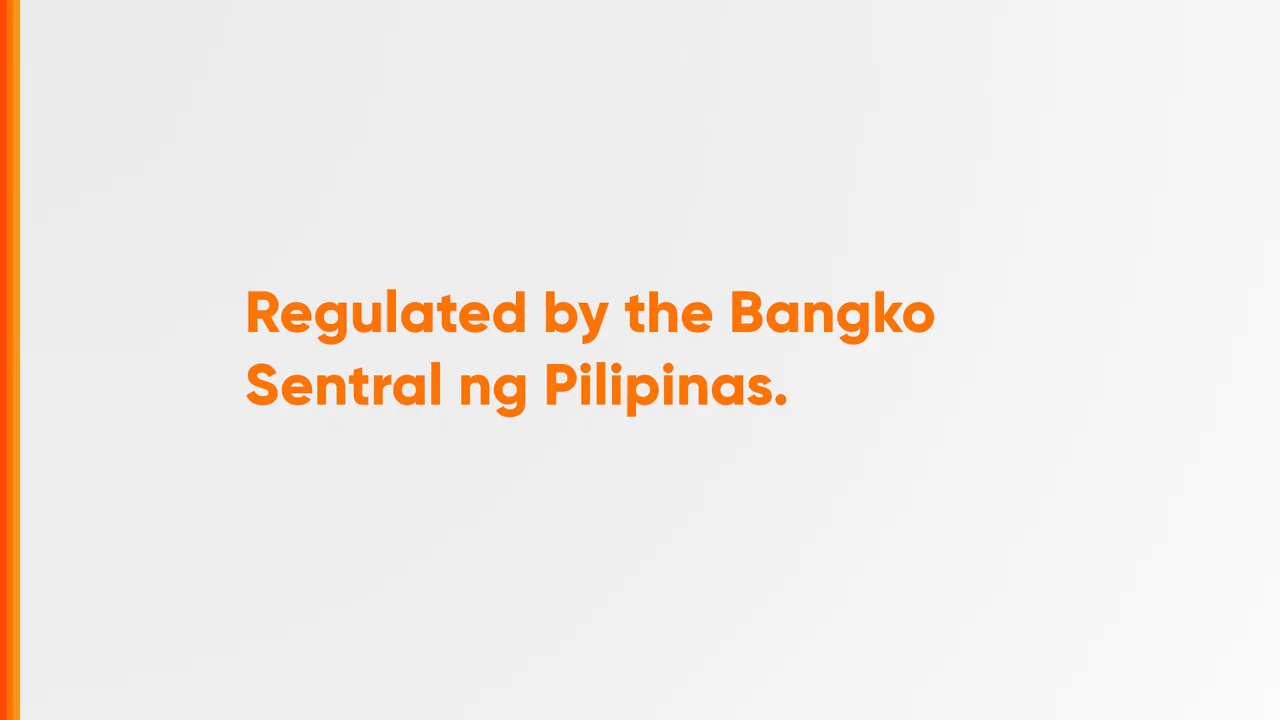 Regulated by the Bangko
Sentral ng Pilipinas.